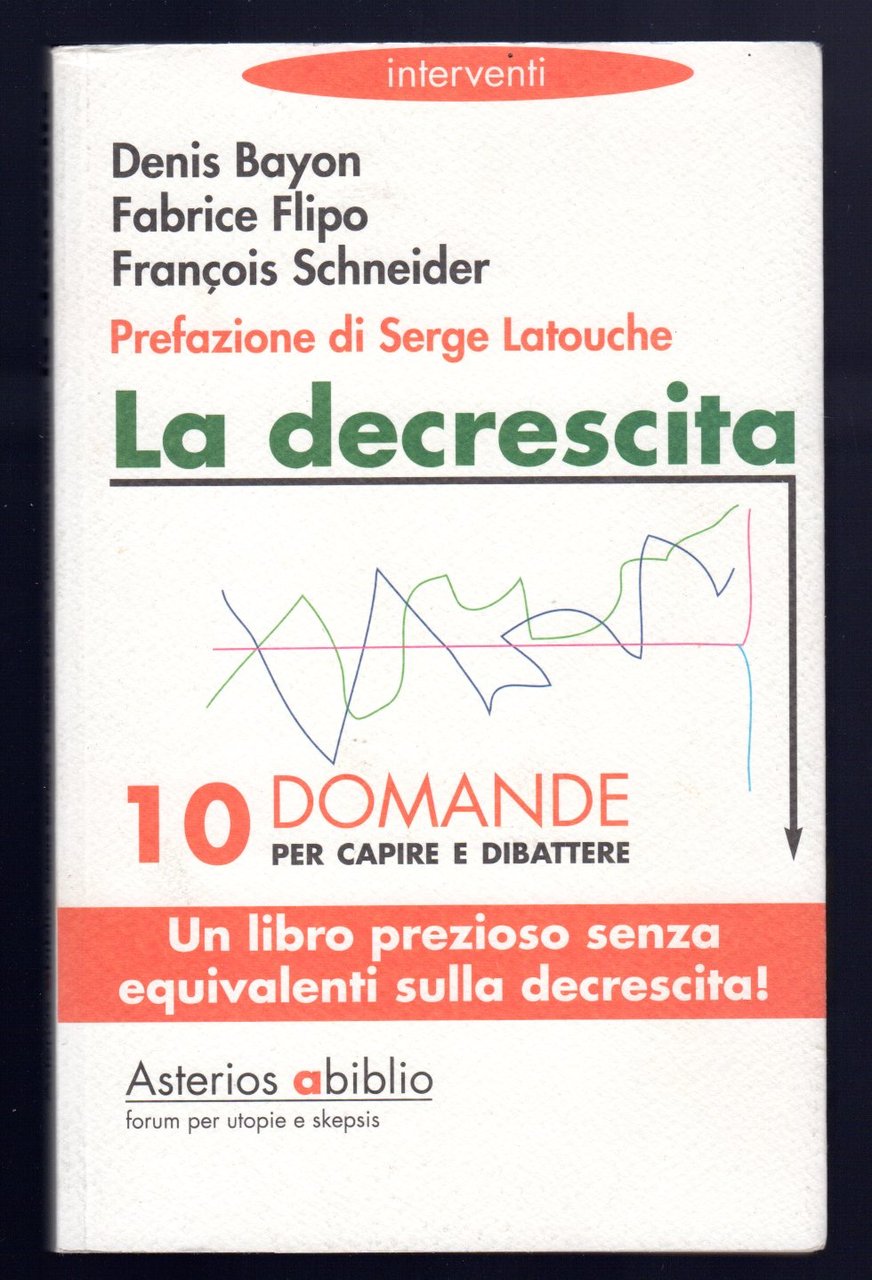 interventi
Denis Bayon
Fabrice Flipo
François Schneider
Prefazione di Serge Latouche
La decrescita
10 DOMANDE
PER CAPIRE E DIBATTERE
Un libro prezioso senza
equivalenti sulla decrescita!
Asterios abiblio
forum per utopie e skepsis